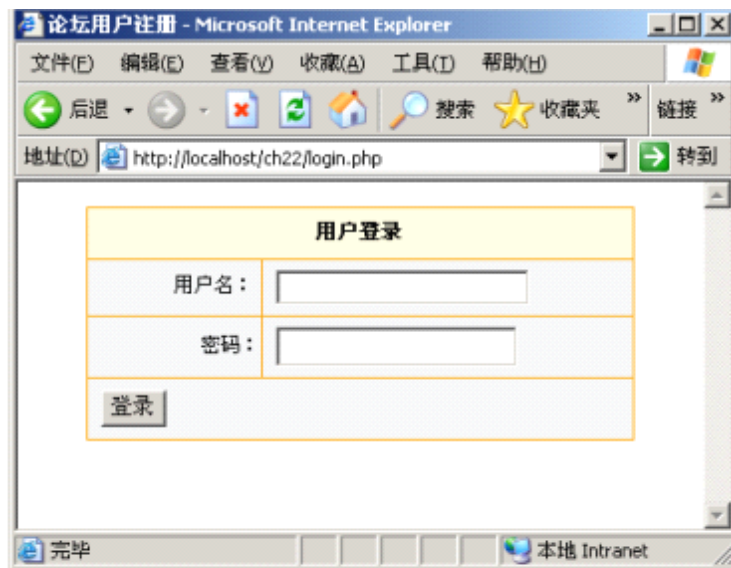 论坛用户注册 - Microsoft Internet Explorer
文件(F) 编辑(E) 查看(V) 收藏(A) 工具(T) 帮助(H)
后退 搜索 收藏夹 » 链接 »
地址(D) http://localhost/ch22/login.php 转到
用户登录
用户名：
密码：
登录
完毕 本地 Intranet